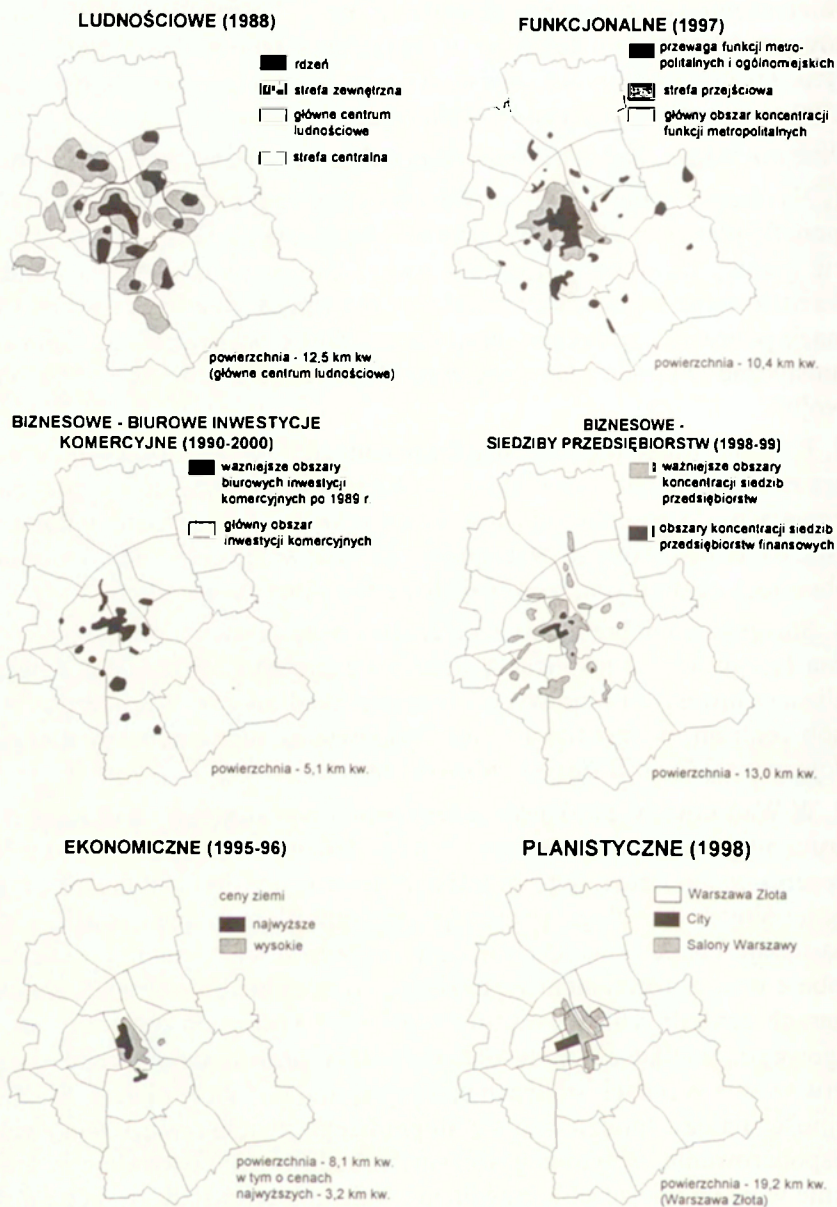 LUDNOŚCIOWE (1988)
rdzeń
strefa zewnętrzna
główne centrum
ludnościowe
strefa centralna
powierzchnia - 12,5 km kw
(główne centrum ludnościowe)
FUNKCJONALNE (1997)
przewaga funkcji metro-
politalnych i ogólnomiejskich
strefa przejściowa
główny obszar koncentracji
funkcji metropolitalnych
powierzchnia - 10,4 km kw.
BIZNESOWE - BIUROWE INWESTYCJE
KOMERCYJNE (1990-2000)
ważniejsze obszary
biurowych inwestycji
komercyjnych po 1989 r
główny obszar
inwestycji komercyjnych
powierzchnia - 5,1 km kw.
BIZNESOWE -
SIEDZIBY PRZEDSIĘBIORSTW (1998-99)
ważniejsze obszary
koncentracji siedzib
przedsiębiorstw
obszary koncentracji siedzib
przedsiębiorstw finansowych
powierzchnia - 13,0 km kw.
EKONOMICZNE (1995-96)
ceny ziemi
najwyższe
wysokie
powierzchnia - 8,1 km kw.
w tym o cenach
najwyższych - 3,2 km kw.
PLANISTYCZNE (1998)
Warszawa Złota
City
Salony Warszawy
powierzchnia - 19,2 km kw.
(Warszawa Złota)